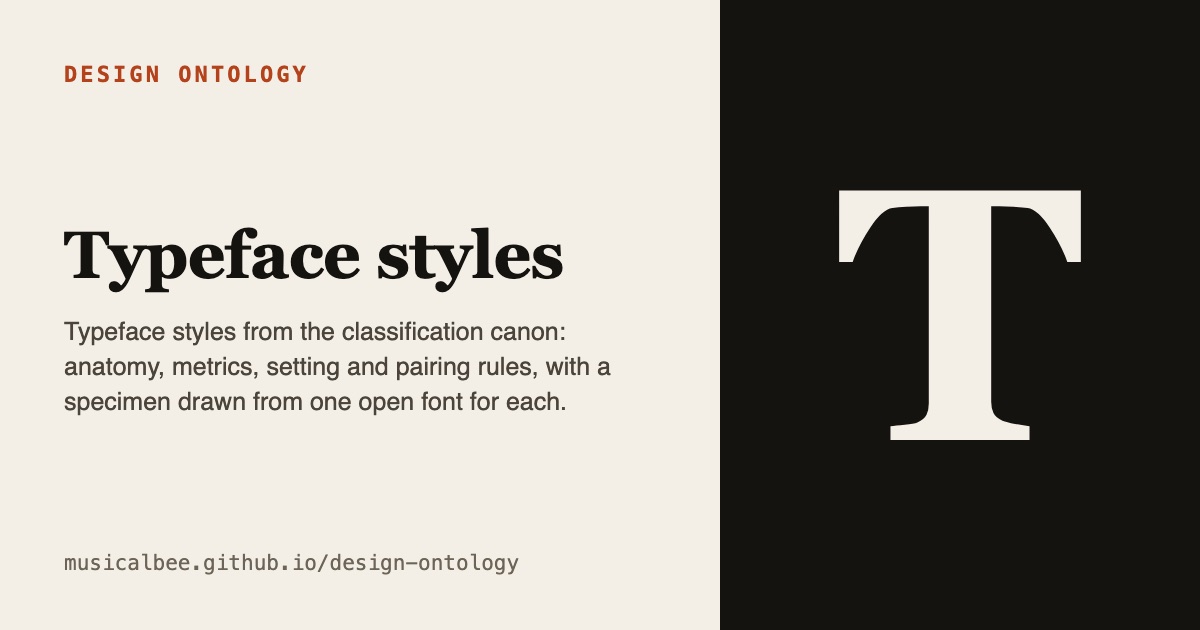 DESIGN ONTOLOGY
Typeface styles
Typeface styles from the classification canon:
anatomy, metrics, setting and pairing rules, with a
specimen drawn from one open font for each.
musicalbee.github.io/design-ontology
T